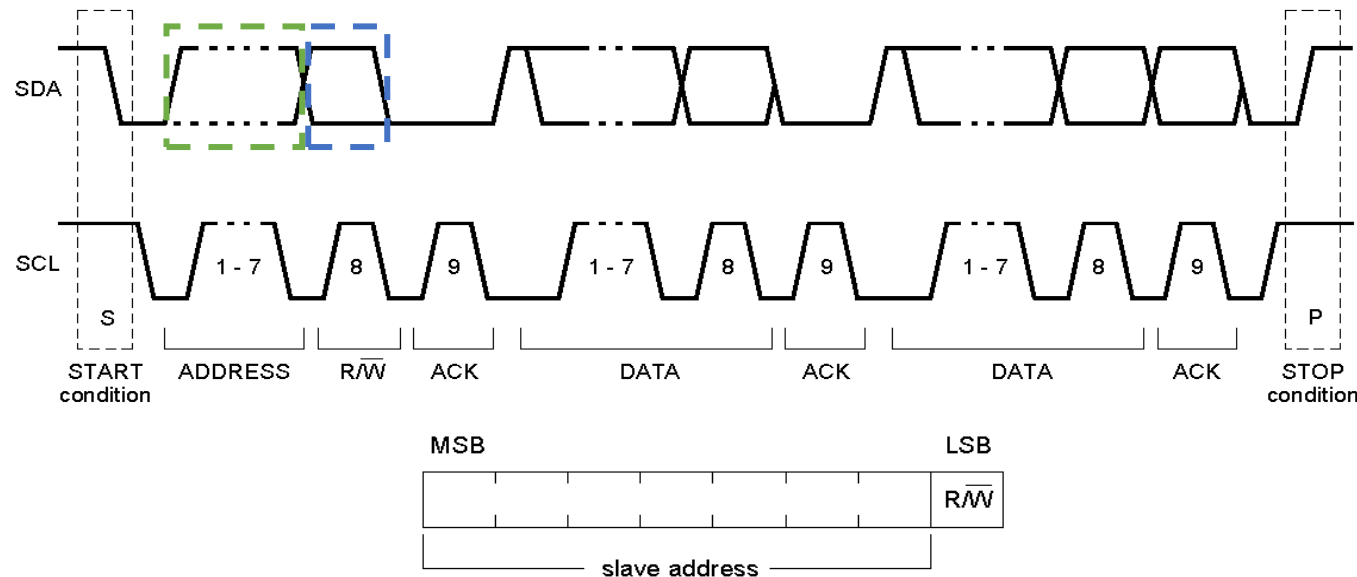 SDA
SCL
1 - 7 8 9 1 - 7 8 9 1 - 7 8 9
S P
START condition ADDRESS R/W̅ ACK DATA ACK DATA ACK STOP condition
MSB LSB
R/W̅
slave address